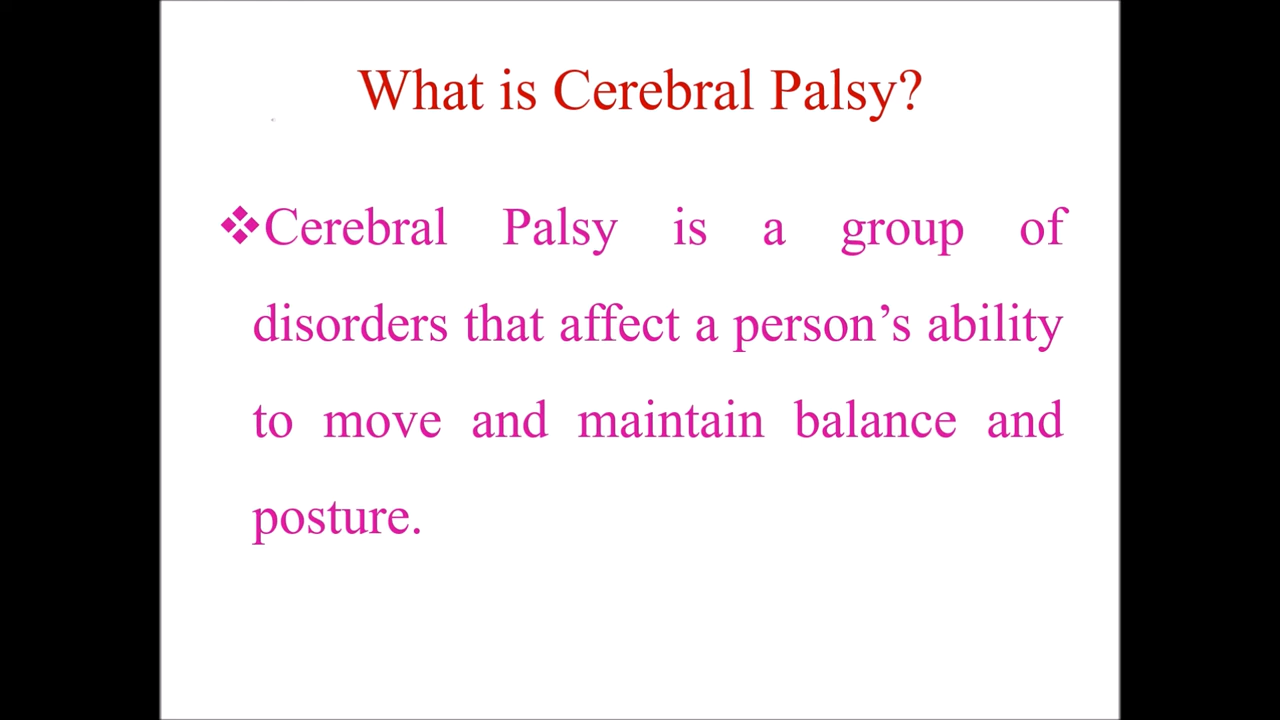 What is Cerebral Palsy?
❖Cerebral Palsy is a group of
disorders that affect a person’s ability
to move and maintain balance and
posture.